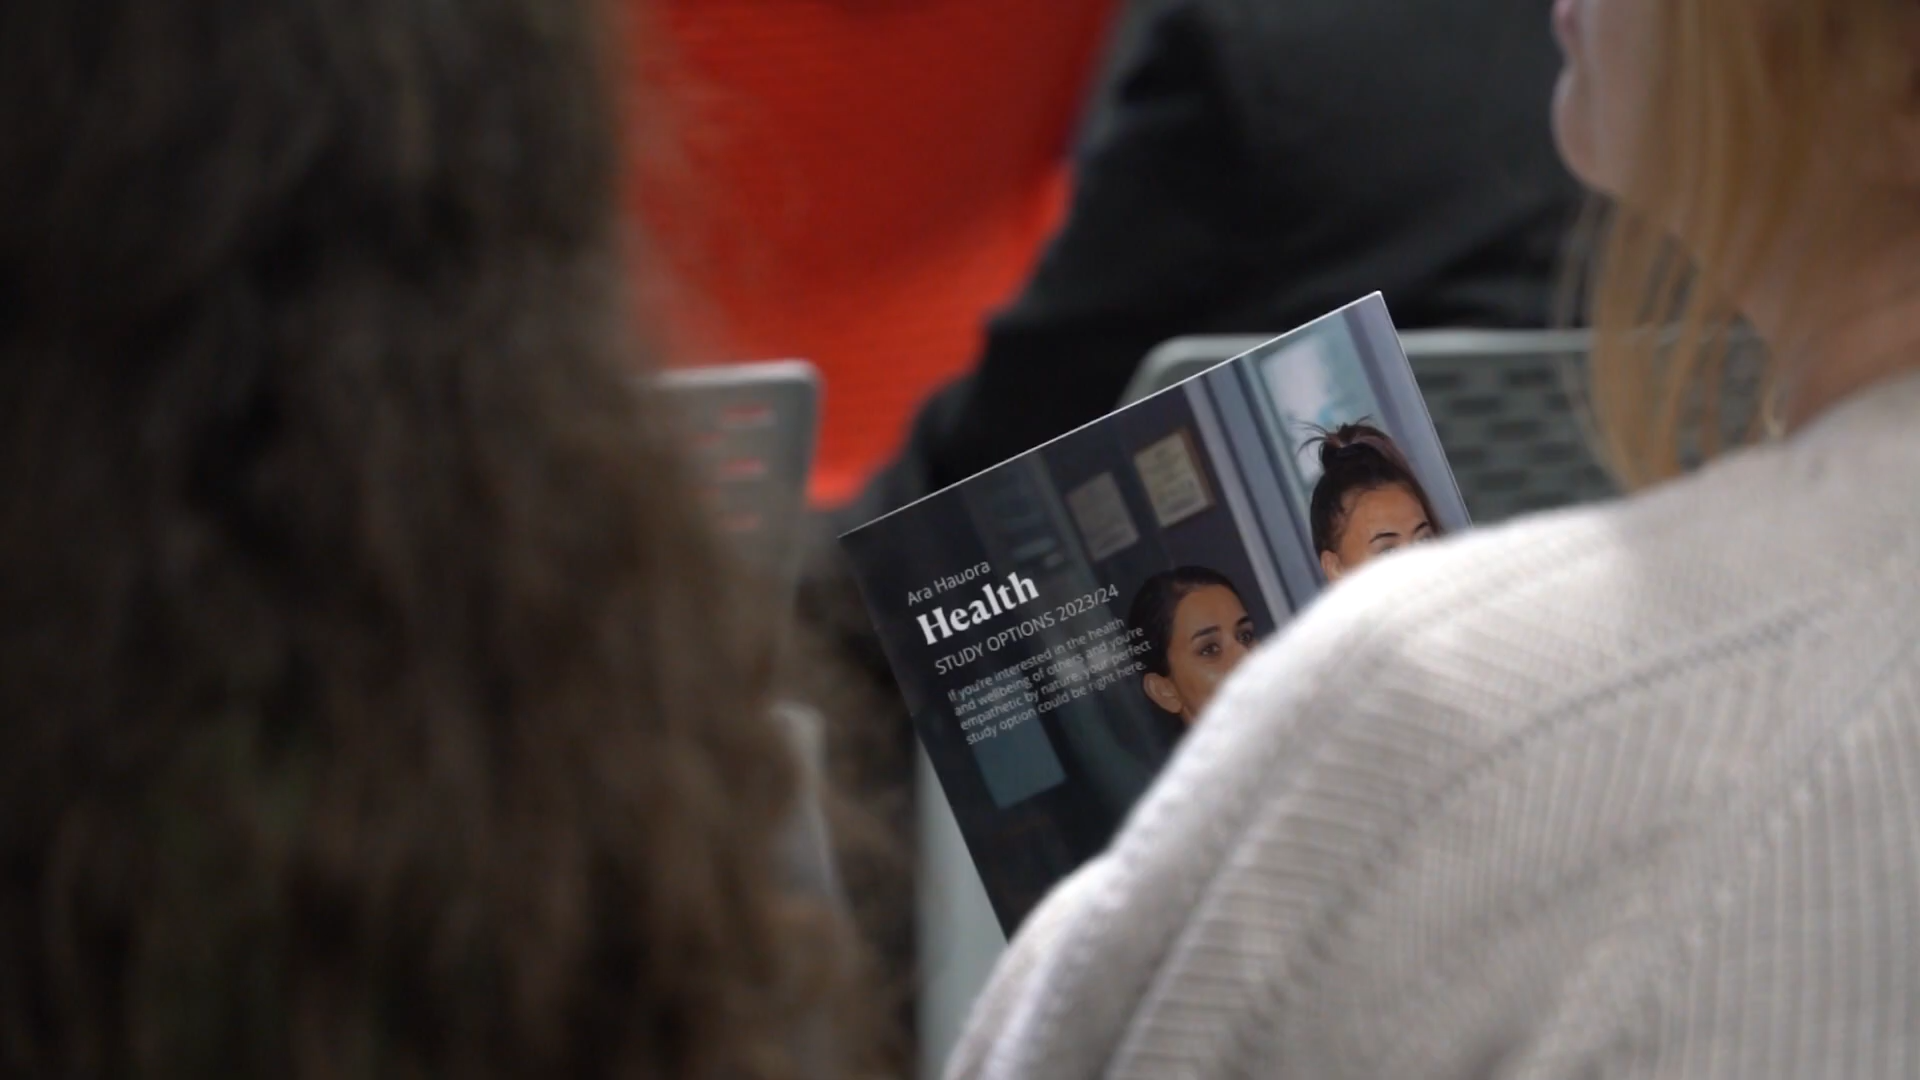 Ara Hauora
Health
STUDY OPTIONS 2023/24
If you're interested in the health
and wellbeing of others and you're
empathetic by nature, your perfect
study option could be right here.